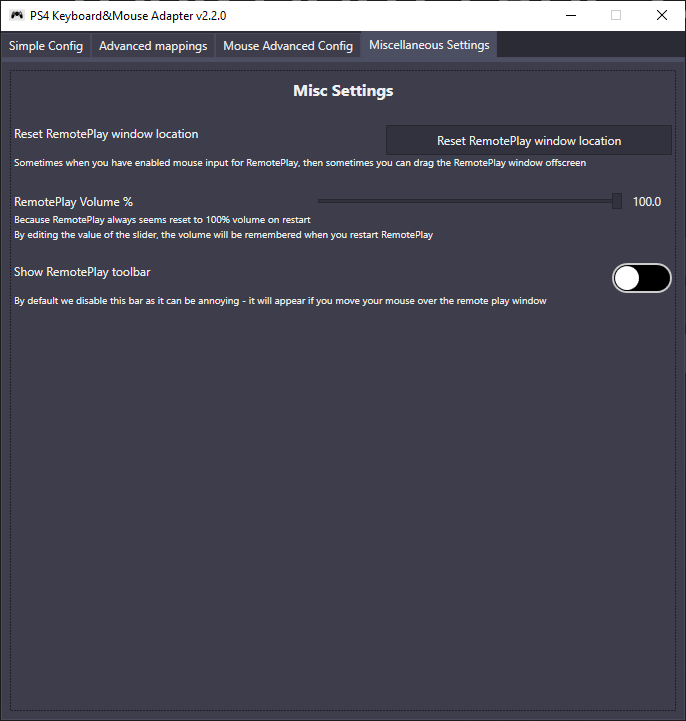 PS4 Keyboard&Mouse Adapter v2.2.0
Simple Config Advanced mappings Mouse Advanced Config Miscellaneous Settings
Misc Settings
Reset RemotePlay window location Reset RemotePlay window location
Sometimes when you have enabled mouse input for RemotePlay, then sometimes you can drag the RemotePlay window offscreen
RemotePlay Volume % 100.0
Because RemotePlay always seems reset to 100% volume on restart
By editing the value of the slider, the volume will be remembered when you restart RemotePlay
Show RemotePlay toolbar
By default we disable this bar as it can be annoying - it will appear if you move your mouse over the remote play window